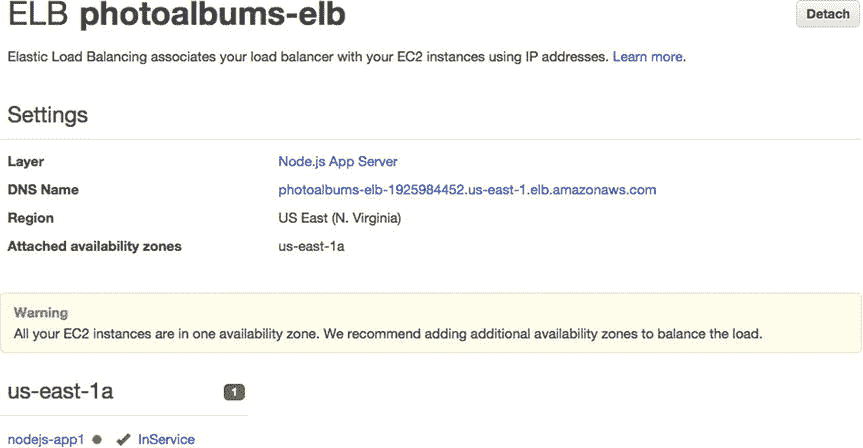 ELB photoalbums-elb
Detach
Elastic Load Balancing associates your load balancer with your EC2 instances using IP addresses. Learn more.
Settings
Layer Node.js App Server
DNS Name photoalbums-elb-1925984452.us-east-1.elb.amazonaws.com
Region US East (N. Virginia)
Attached availability zones us-east-1a
Warning
All your EC2 instances are in one availability zone. We recommend adding additional availability zones to balance the load.
us-east-1a 1
nodejs-app1 InService